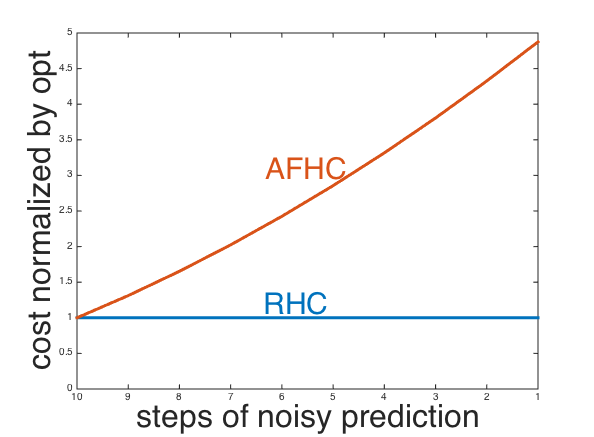 cost normalized by opt
5
4.5
4
3.5
3
2.5
2
1.5
1
0.5
0
AFHC
RHC
10 9 8 7 6 5 4 3 2 1
steps of noisy prediction